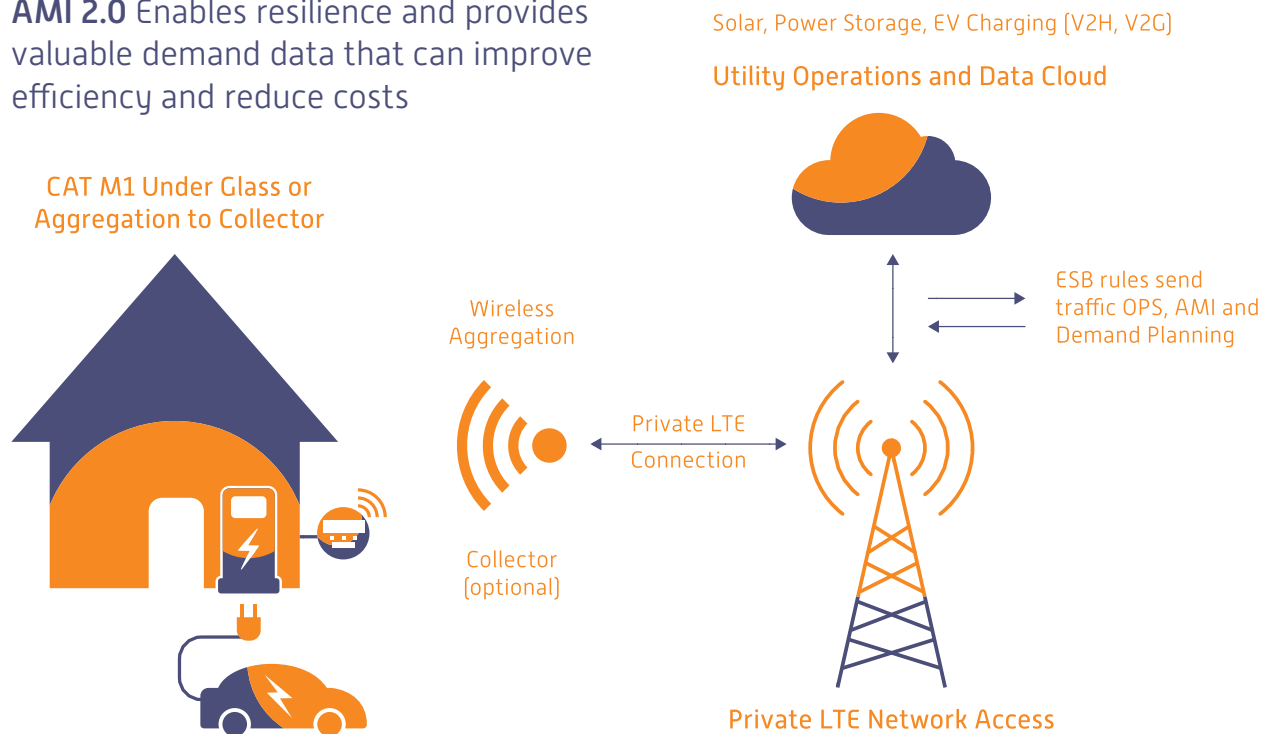 AMI 2.0 Enables resilience and provides
valuable demand data that can improve
efficiency and reduce costs
Solar, Power Storage, EV Charging (V2H, V2G)
Utility Operations and Data Cloud
CAT M1 Under Glass or
Aggregation to Collector
Wireless
Aggregation
ESB rules send
traffic OPS, AMI and
Demand Planning
Private LTE
Connection
Collector
(optional)
Private LTE Network Access